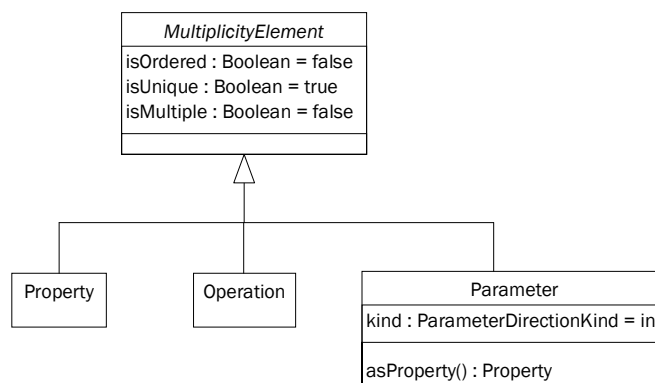 MultiplicityElement
isOrdered : Boolean = false
isUnique : Boolean = true
isMultiple : Boolean = false
Property
Operation
Parameter
kind : ParameterDirectionKind = in
asProperty() : Property